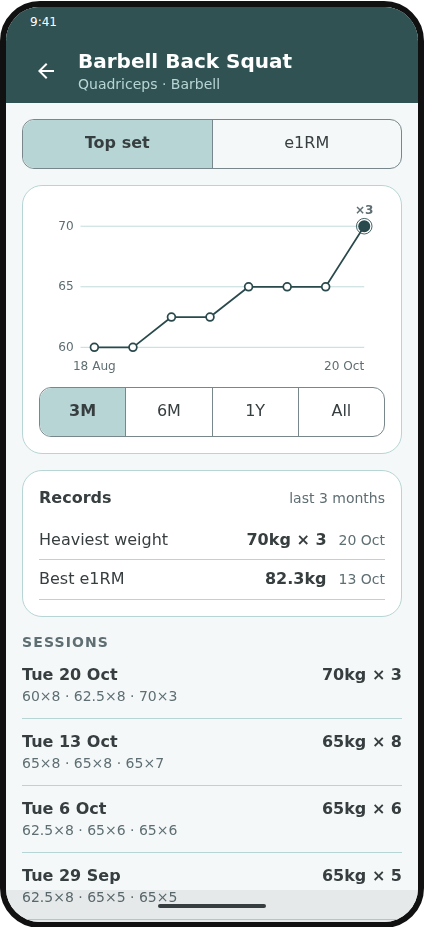 9:41
Barbell Back Squat
Quadriceps · Barbell
Top set e1RM
×3
70
65
60
18 Aug 20 Oct
3M 6M 1Y All
Records last 3 months
Heaviest weight 70kg × 3 20 Oct
Best e1RM 82.3kg 13 Oct
SESSIONS
Tue 20 Oct 70kg × 3
60×8 · 62.5×8 · 70×3
Tue 13 Oct 65kg × 8
65×8 · 65×8 · 65×7
Tue 6 Oct 65kg × 6
62.5×8 · 65×6 · 65×6
Tue 29 Sep 65kg × 5
62.5×8 · 65×5 · 65×5